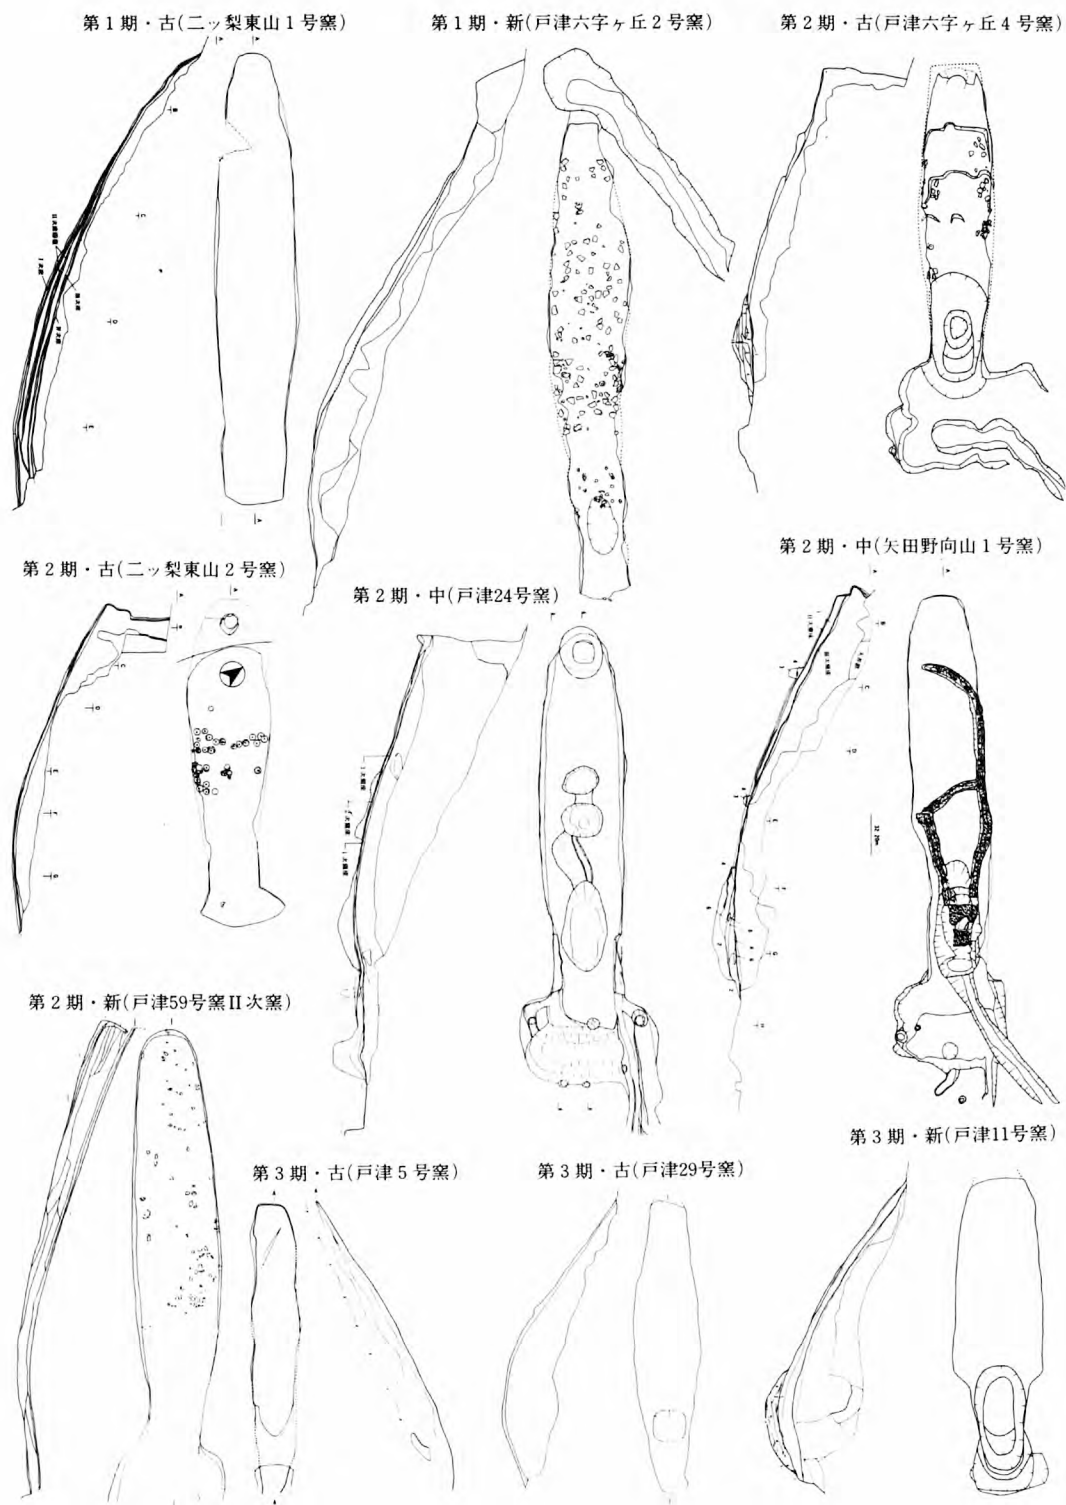 第1期・古(二ッ梨東山1号窯)
第1期・新(戸津六字ヶ丘2号窯)
第2期・古(戸津六字ヶ丘4号窯)
第2期・古(二ッ梨東山2号窯)
第2期・中(戸津24号窯)
第2期・中(矢田野向山1号窯)
第2期・新(戸津59号窯II次窯)
第3期・古(戸津5号窯)
第3期・古(戸津29号窯)
第3期・新(戸津11号窯)